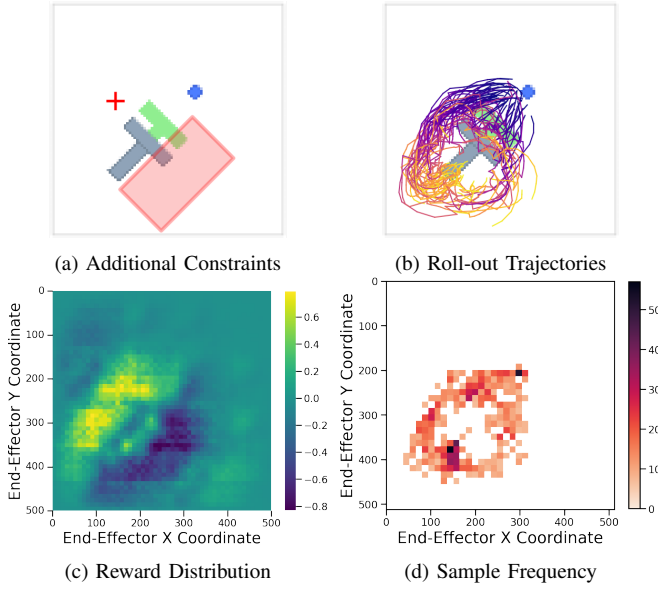 (a) Additional Constraints
(b) Roll-out Trajectories
0
100
200
300
400
500
End-Effector Y Coordinate
0 100 200 300 400 500
End-Effector X Coordinate
0.6
0.4
0.2
0.0
−0.2
−0.4
−0.6
−0.8
(c) Reward Distribution
0
100
200
300
400
500
End-Effector Y Coordinate
0 100 200 300 400 500
End-Effector X Coordinate
50
40
30
20
10
0
(d) Sample Frequency